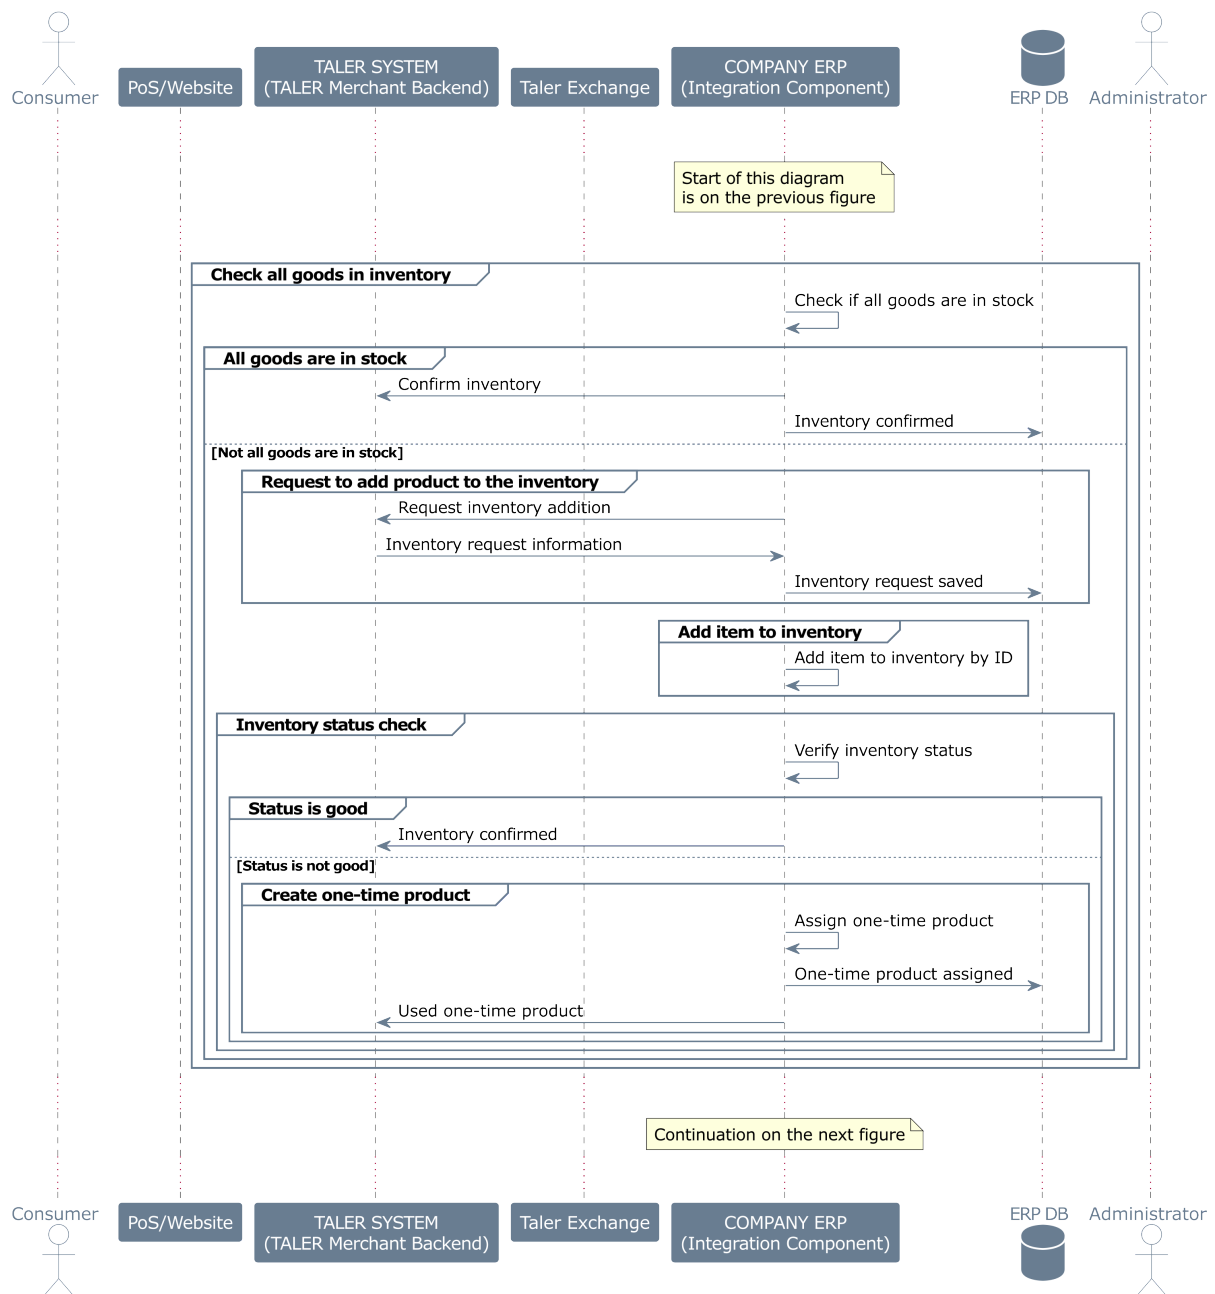 Consumer
PoS/Website
TALER SYSTEM
(TALER Merchant Backend)
Taler Exchange
COMPANY ERP
(Integration Component)
ERP DB
Administrator
Start of this diagram
is on the previous figure
Check all goods in inventory
Check if all goods are in stock
All goods are in stock
Confirm inventory
Inventory confirmed
[Not all goods are in stock]
Request to add product to the inventory
Request inventory addition
Inventory request information
Inventory request saved
Add item to inventory
Add item to inventory by ID
Inventory status check
Verify inventory status
Status is good
Inventory confirmed
[Status is not good]
Create one-time product
Assign one-time product
One-time product assigned
Used one-time product
Continuation on the next figure
Consumer
PoS/Website
TALER SYSTEM
(TALER Merchant Backend)
Taler Exchange
COMPANY ERP
(Integration Component)
ERP DB
Administrator